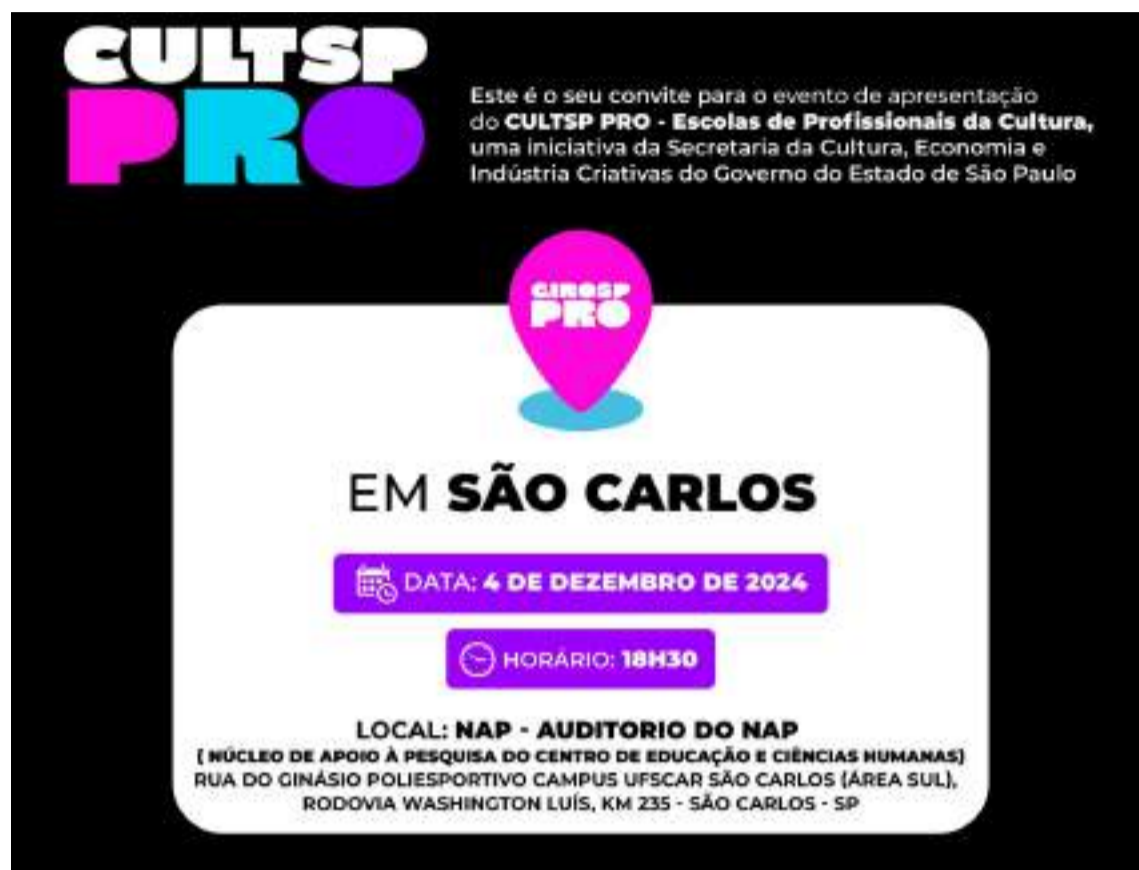 CULTSP
PRO
Este é o seu convite para o evento de apresentação
do CULTSP PRO - Escolas de Profissionais da Cultura,
uma iniciativa da Secretaria da Cultura, Economia e
Indústria Criativas do Governo do Estado de São Paulo
GIROSP
PRO
EM SÃO CARLOS
DATA: 4 DE DEZEMBRO DE 2024
HORÁRIO: 18H30
LOCAL: NAP - AUDITORIO DO NAP
( NÚCLEO DE APOIO À PESQUISA DO CENTRO DE EDUCAÇÃO E CIÊNCIAS HUMANAS)
RUA DO GINÁSIO POLIESPORTIVO CAMPUS UFSCAR SÃO CARLOS (ÁREA SUL),
RODOVIA WASHINGTON LUÍS, KM 235 - SÃO CARLOS - SP